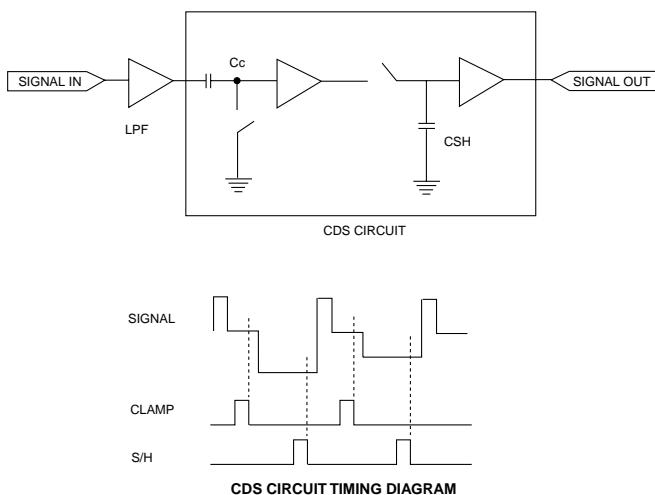 Cc
SIGNAL IN
SIGNAL OUT
LPF
CSH
CDS CIRCUIT
SIGNAL
CLAMP
S/H
CDS CIRCUIT TIMING DIAGRAM